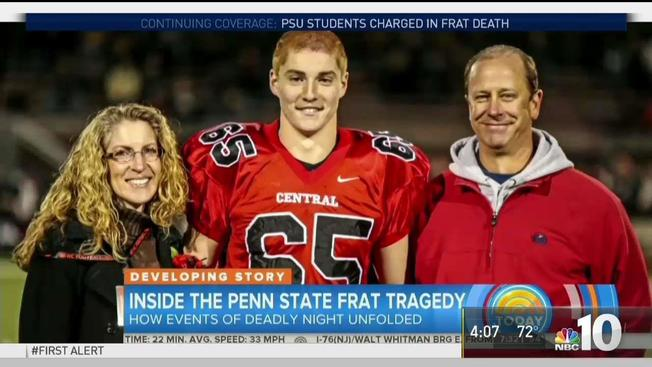 CONTINUING COVERAGE: PSU STUDENTS CHARGED IN FRAT DEATH
65
65
CENTRAL
65
DEVELOPING STORY
INSIDE THE PENN STATE FRAT TRAGEDY
HOW EVENTS OF DEADLY NIGHT UNFOLDED
TODAY
4:07 72°
NBC 10
TIME: 22 MIN. AVG. SPEED: 33 MPH I-76(NJ)/WALT WHITMAN BRG E.
#FIRST ALERT